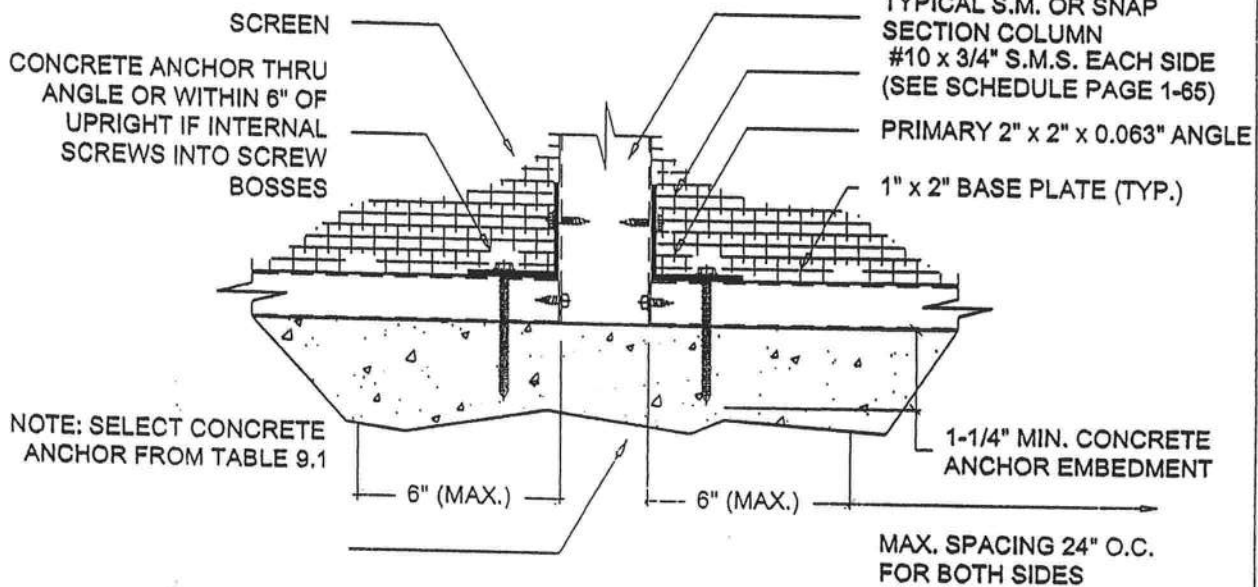 SCREEN
CONCRETE ANCHOR THRU
ANGLE OR WITHIN 6" OF
UPRIGHT IF INTERNAL
SCREWS INTO SCREW
BOSSES
NOTE: SELECT CONCRETE
ANCHOR FROM TABLE 9.1
TYPICAL S.M. OR SNAP
SECTION COLUMN
#10 x 3/4" S.M.S. EACH SIDE
(SEE SCHEDULE PAGE 1-65)
PRIMARY 2" x 2" x 0.063" ANGLE
1" x 2" BASE PLATE (TYP.)
1-1/4" MIN. CONCRETE
ANCHOR EMBEDMENT
6" (MAX.)
6" (MAX.)
MAX. SPACING 24" O.C.
FOR BOTH SIDES